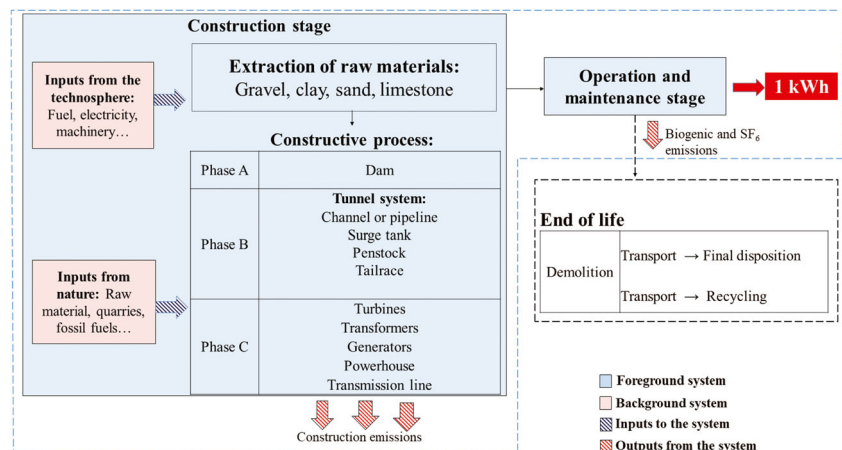 Construction stage
Extraction of raw materials:
Gravel, clay, sand, limestone
Inputs from the
technosphere:
Fuel, electricity,
machinery…
Operation and
maintenance stage
1 kWh
Biogenic and SF6
emissions
Constructive process:
Phase A
Dam
Phase B
Tunnel system:
Channel or pipeline
Surge tank
Penstock
Tailrace
Inputs from
nature: Raw
material, quarries,
fossil fuels…
Phase C
Turbines
Transformers
Generators
Powerhouse
Transmission line
Construction emissions
End of life
Demolition
Transport → Final disposition
Transport → Recycling
Foreground system
Background system
Inputs to the system
Outputs from the system